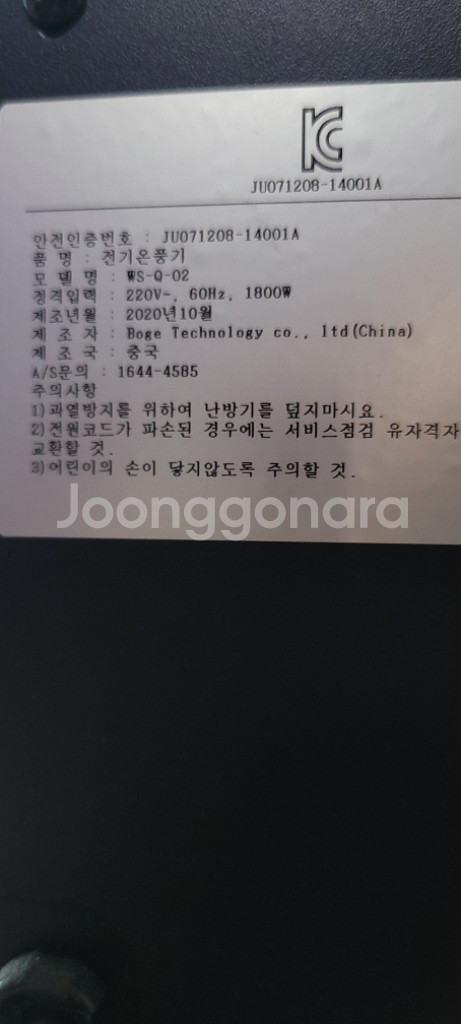 JU071208-14001A
안전인증번호 : JU071208-14001A
품 명 : 전기온풍기
모 델 명 : WS-Q-02
정격입력 : 220V~, 60Hz, 1800W
제조년월 : 2020년10월
제 조 자 : Boge Technology co., ltd(China)
제 조 국 : 중국
A/S문의 : 1644-4585
주의사항
1)과열방지를 위하여 난방기를 덮지마시요.
2)전원코드가 파손된 경우에는 서비스점검 유자격자
교환할 것.
3)어린이의 손이 닿지않도록 주의할 것.
Joonggonara